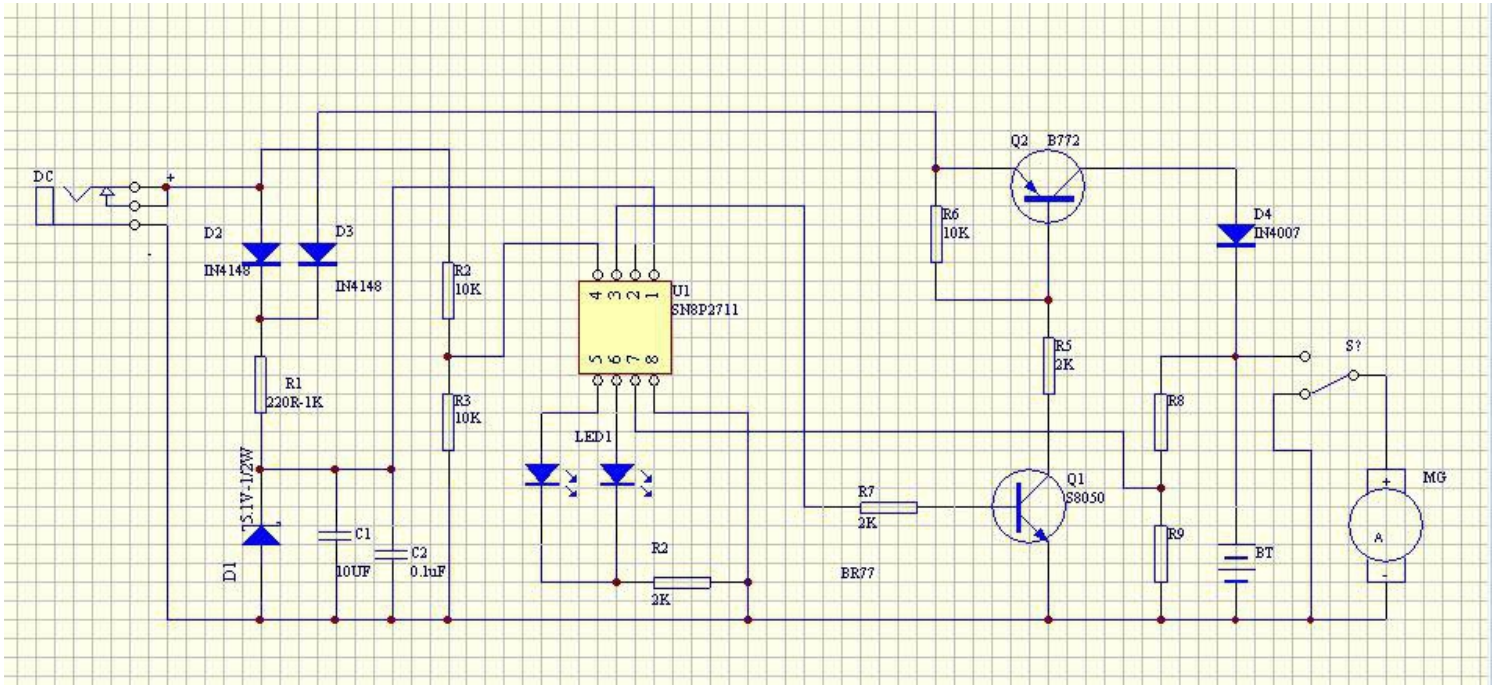 DC
+
D2
IN4148
D3
IN4148
R2
10K
R3
10K
R1
220R-1K
5.1V-1/2W
D1
C1
10UF
C2
0.1uF
4 3 2 1
U1
SN8P2711
5 6 7 8
LED1
R2
2K
BR77
R7
2K
Q1
S8050
Q2 B772
R6
10K
R5
2K
D4
IN4007
R8
R9
BT
S?
MG
+
A
-